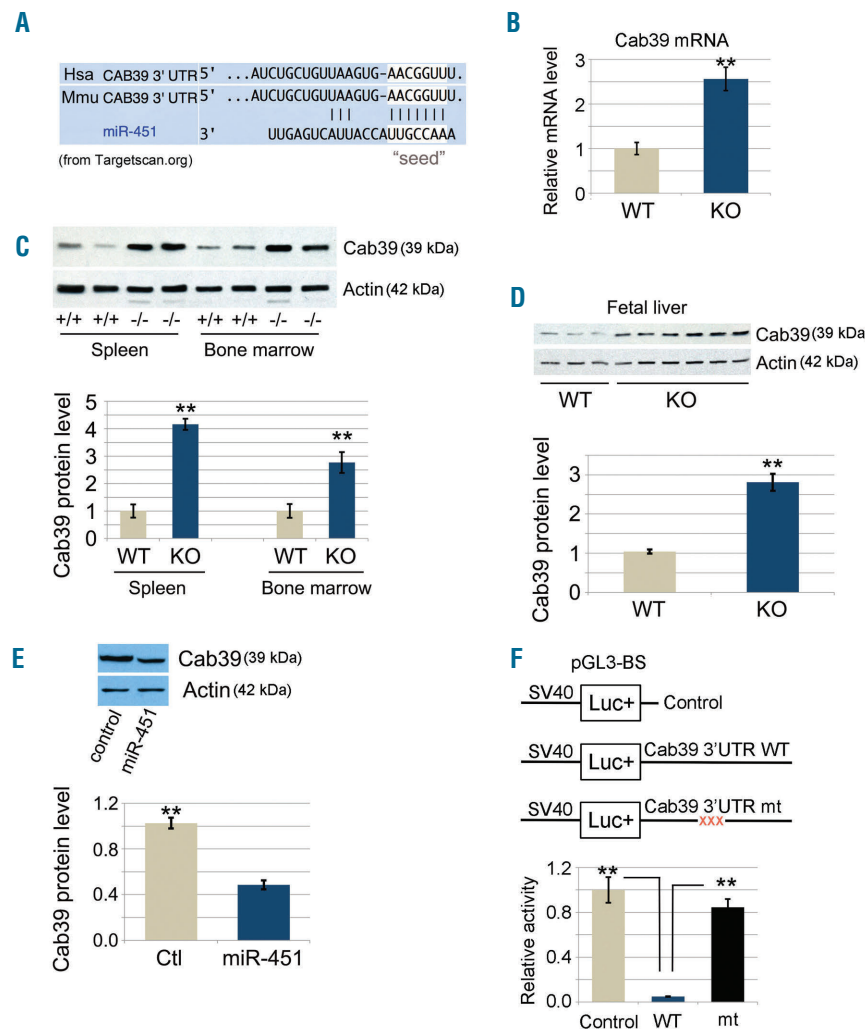 A
Hsa CAB39 3' UTR 5' ...AUCUGCUGUUAAGUG-AACGGUUU.
Mmu CAB39 3' UTR 5' ...AUCUGCUGUUAAGUG-AACGGUUU.
miR-451 3' UUGAGUCAUUACCAUUGCCAAA
(from Targetscan.org) "seed"
B
Cab39 mRNA
Relative mRNA level
3
2
1
0
**
WT KO
C
Cab39 (39 kDa)
Actin (42 kDa)
+/+ +/+ -/- -/- +/+ +/+ -/- -/-
Spleen Bone marrow
Cab39 protein level
5
4
3
2
1
0
** **
WT KO WT KO
Spleen Bone marrow
D
Fetal liver
Cab39 (39 kDa
Actin (42 kDa)
WT KO
Cab39 protein level
3
2
1
0
**
WT KO
E
Cab39 (39 kDa)
Actin (42 kDa)
control miR-451
Cab39 protein level
1.2
0.8
0.4
0.0
**
Ctl miR-451
F
pGL3-BS
SV40 Luc+ Control
SV40 Luc+ Cab39 3'UTR WT
SV40 Luc+ Cab39 3'UTR mt
XXX
Relative activity
1.2
0.8
0.4
0.0
** **
Control WT mt